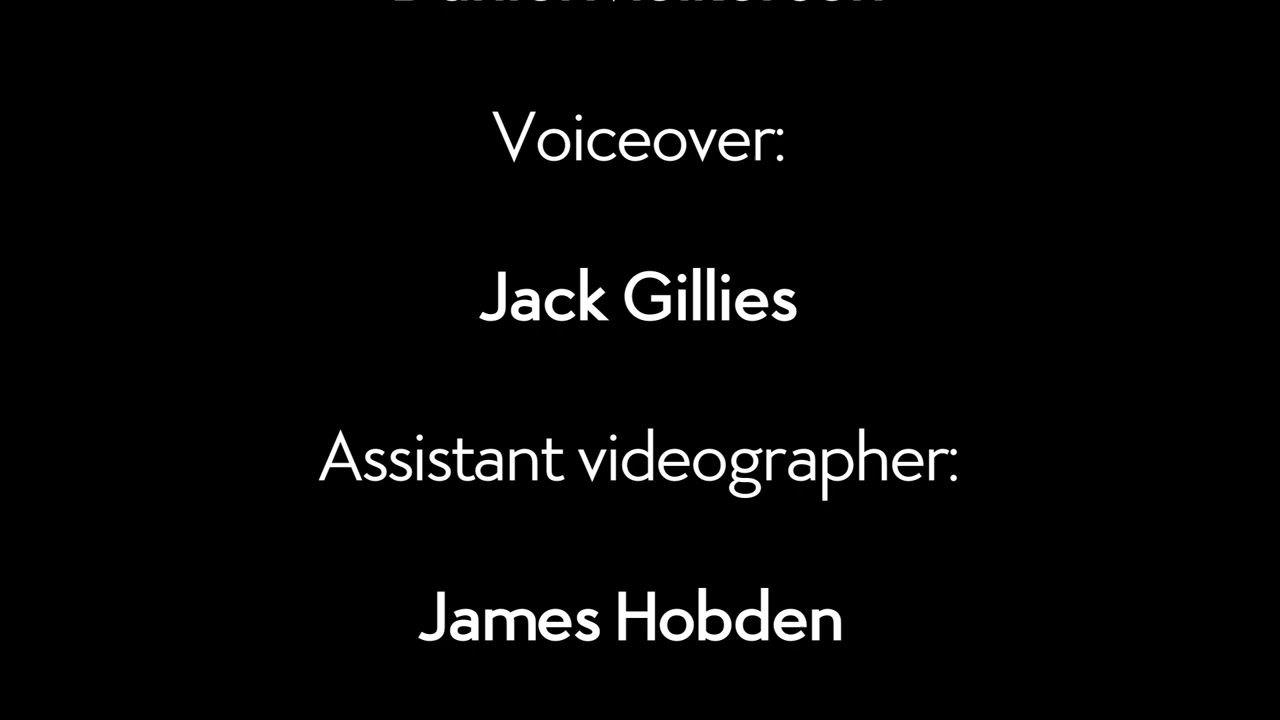 Voiceover:
Jack Gillies
Assistant videographer:
James Hobden